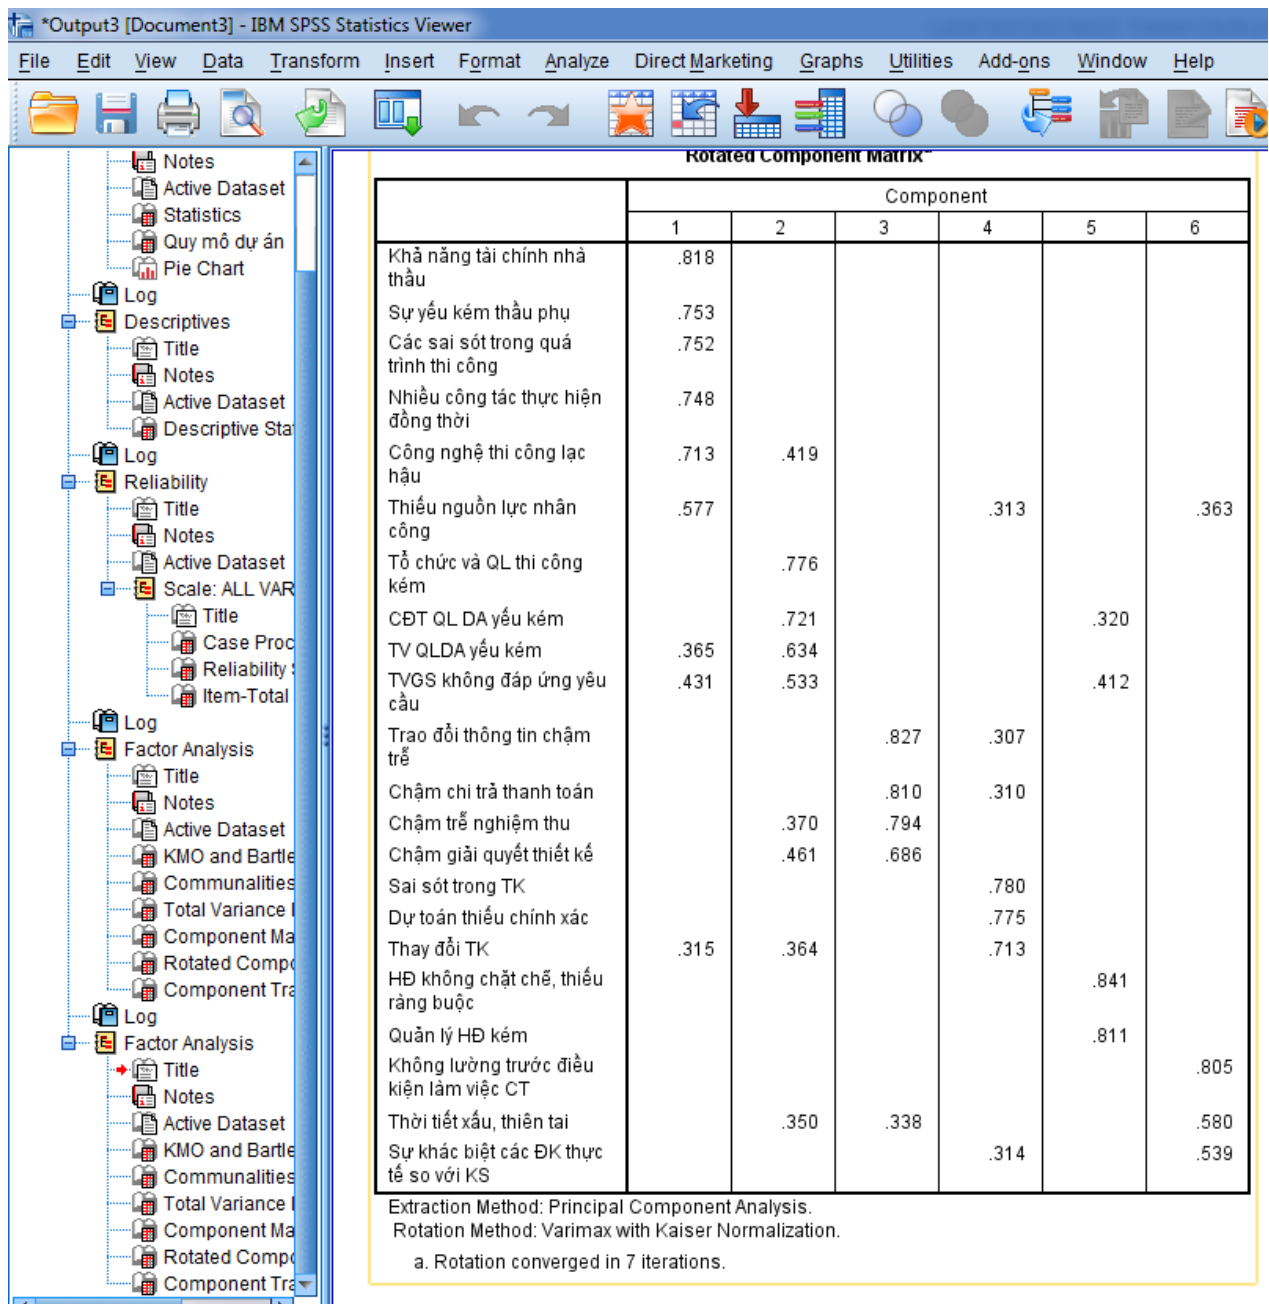 *Output3 [Document3] - IBM SPSS Statistics Viewer
File Edit View Data Transform Insert Format Analyze Direct Marketing Graphs Utilities Add-ons Window Help
Notes
Active Dataset
Statistics
Quy mô dự án
Pie Chart
Log
Descriptives
Title
Notes
Active Dataset
Descriptive Sta
Log
Reliability
Title
Notes
Active Dataset
Scale: ALL VAR
Title
Case Proc
Reliability
Item-Total
Log
Factor Analysis
Title
Notes
Active Dataset
KMO and Bartle
Communalities
Total Variance
Component Ma
Rotated Compo
Component Tra
Log
Factor Analysis
Title
Notes
Active Dataset
KMO and Bartle
Communalities
Total Variance
Component Ma
Rotated Compo
Component Tra
Rotated Component Matrix
Component
1 2 3 4 5 6
Khả năng tài chính nhà .818
thầu
Sự yếu kém thầu phụ .753
Các sai sót trong quá .752
trình thi công
Nhiều công tác thực hiện .748
đồng thời
Công nghệ thi công lạc .713 .419
hậu
Thiếu nguồn lực nhân .577 .313 .363
công
Tổ chức và QL thi công .776
kém
CĐT QL DA yếu kém .721 .320
TV QLDA yếu kém .365 .634
TVGS không đáp ứng yêu .431 .533 .412
cầu
Trao đổi thông tin chậm .827 .307
trễ
Chậm chi trả thanh toán .810 .310
Chậm trễ nghiệm thu .370 .794
Chậm giải quyết thiết kế .461 .686
Sai sót trong TK .780
Dự toán thiếu chính xác .775
Thay đổi TK .315 .364 .713
HĐ không chặt chẽ, thiếu .841
ràng buộc
Quản lý HĐ kém .811
Không lường trước điều .805
kiện làm việc CT
Thời tiết xấu, thiên tai .350 .338 .580
Sự khác biệt các ĐK thực .314 .539
tế so với KS
Extraction Method: Principal Component Analysis.
Rotation Method: Varimax with Kaiser Normalization.
a. Rotation converged in 7 iterations.